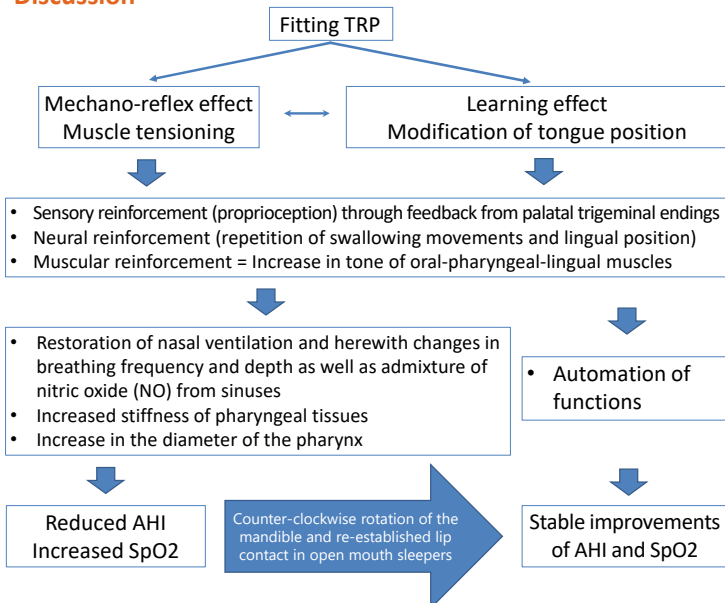 Discussion
Fitting TRP
Mechano-reflex effect
Muscle tensioning
Learning effect
Modification of tongue position
• Sensory reinforcement (proprioception) through feedback from palatal trigeminal endings
• Neural reinforcement (repetition of swallowing movements and lingual position)
• Muscular reinforcement = Increase in tone of oral-pharyngeal-lingual muscles
• Restoration of nasal ventilation and herewith changes in
breathing frequency and depth as well as admixture of
nitric oxide (NO) from sinuses
• Increased stiffness of pharyngeal tissues
• Increase in the diameter of the pharynx
• Automation of
functions
Reduced AHI
Increased SpO2
Counter-clockwise rotation of the
mandible and re-established lip
contact in open mouth sleepers
Stable improvements
of AHI and SpO2